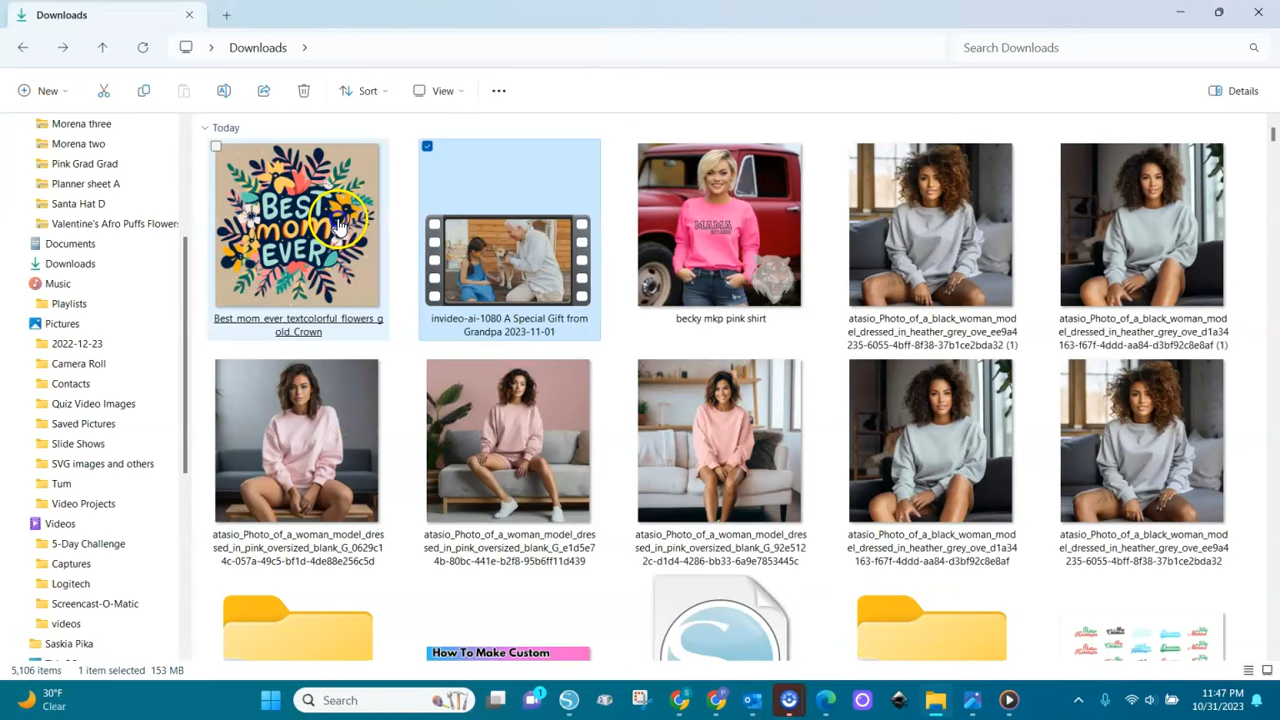 Downloads
Downloads
Search Downloads
New
Sort
View
Details
Morena three
Morena two
Pink Grad Grad
Planner sheet A
Santa Hat D
Valentine's Afro Puffs Flowers
Documents
Downloads
Music
Playlists
Pictures
2022-12-23
Camera Roll
Contacts
Quiz Video Images
Saved Pictures
Slide Shows
SVG images and others
Tum
Video Projects
Videos
5-Day Challenge
Captures
Logitech
Screencast-O-Matic
videos
Saskia Pika
Today
BEST
mom
EVER
MAMA
Best mom ever textcolorful flowers g
old Crown
invideo-ai-1080 A Special Gift from
Grandpa 2023-11-01
becky mkp pink shirt
atasio_Photo_of_a_black_woman_mod
el_dressed_in_heather_grey_ove_ee9a4
235-6055-4bff-8f38-37b1ce2bda32 (1)
atasio_Photo_of_a_black_woman_mod
el_dressed_in_heather_grey_ove_d1a34
163-f67f-4ddd-aa84-d3bf92c8e8af (1)
atasio_Photo_of_a_woman_model_dres
sed_in_pink_oversized_blank_G_0629c1
4c-057a-49c5-bf1d-4de88e256c5d
atasio_Photo_of_a_woman_model_dres
sed_in_pink_oversized_blank_G_e1d5e7
4b-80bc-441e-b2f8-95b6ff11d439
atasio_Photo_of_a_woman_model_dres
sed_in_pink_oversized_blank_G_92e512
2c-d1d4-4286-bb33-6a9e7853445c
atasio_Photo_of_a_black_woman_mod
el_dressed_in_heather_grey_ove_d1a34
163-f67f-4ddd-aa84-d3bf92c8e8af
atasio_Photo_of_a_black_woman_mod
el_dressed_in_heather_grey_ove_ee9a4
235-6055-4bff-8f38-37b1ce2bda32
How To Make Custom
5,106 items
1 item selected
153 MB
30°F
Clear
Search
1
11:47 PM
10/31/2023